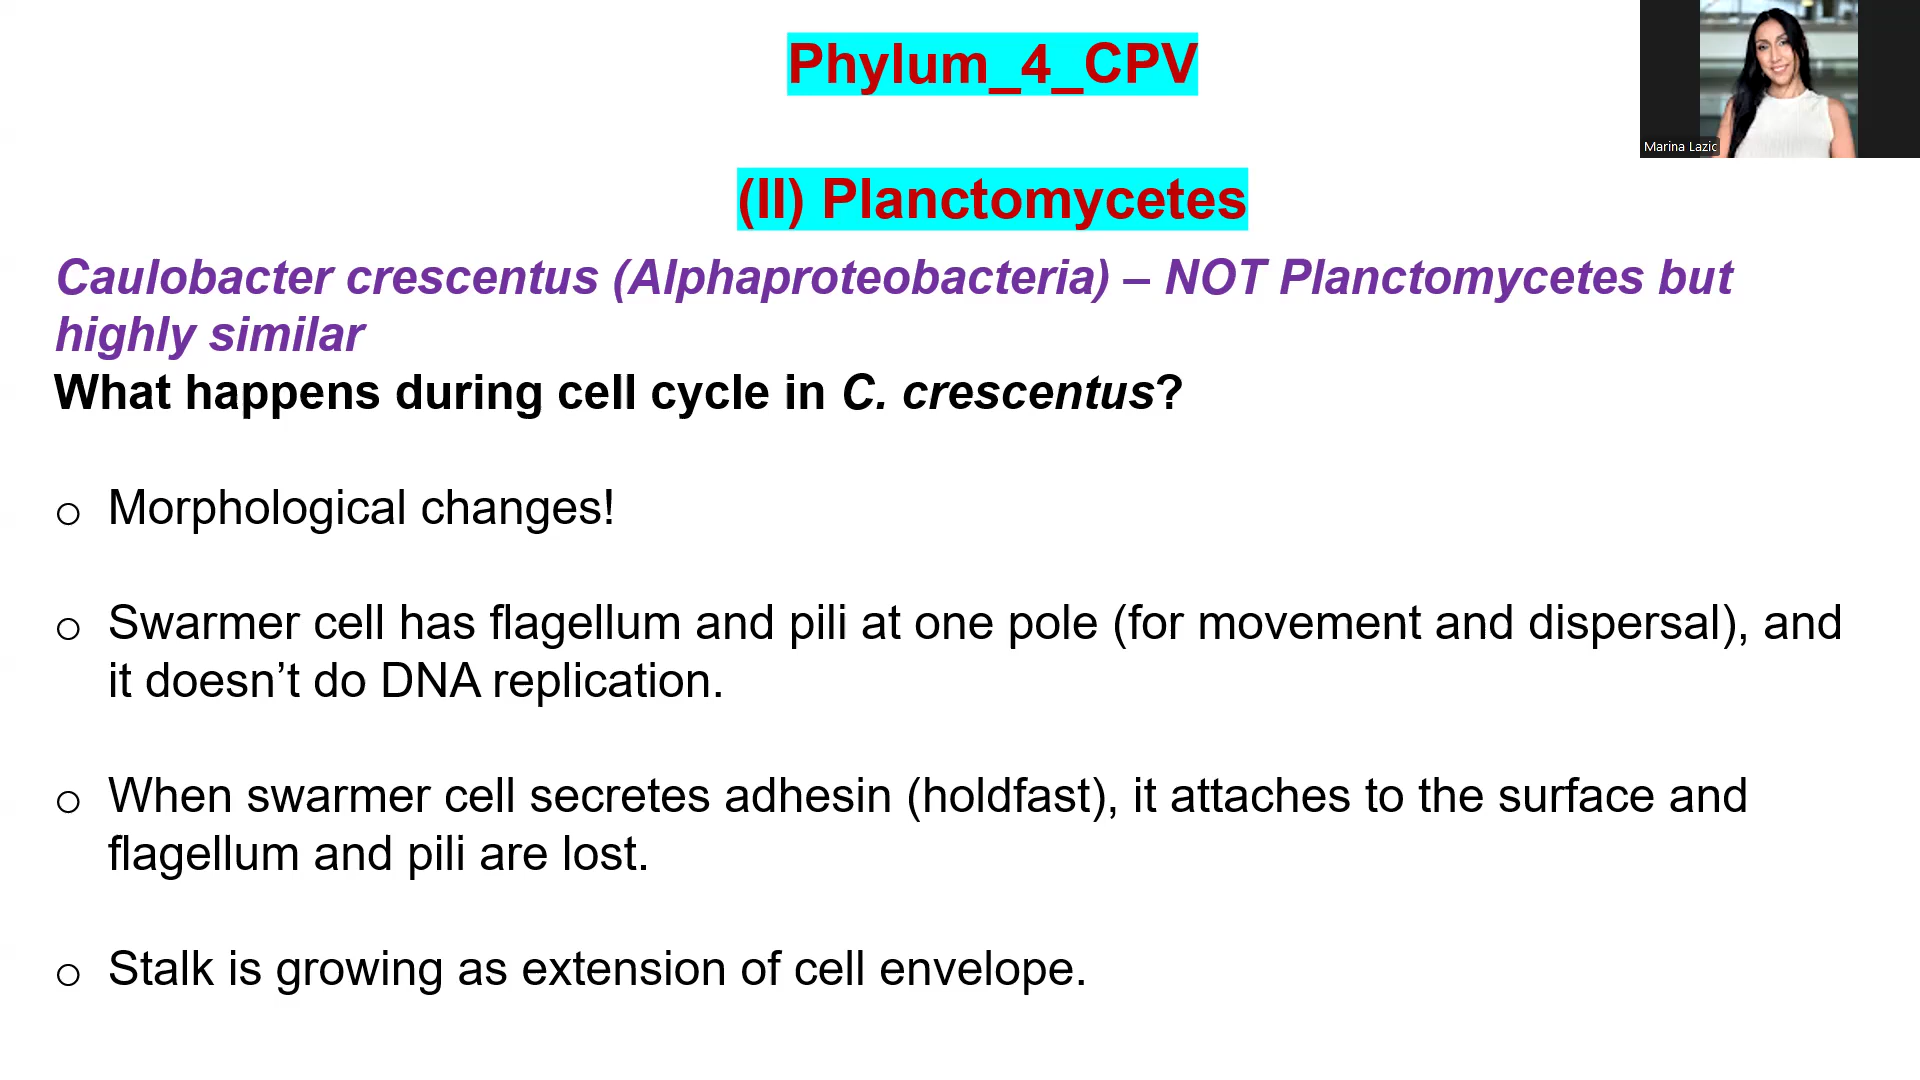 Phylum_4_CPV
Marina Lazic
(II) Planctomycetes
Caulobacter crescentus (Alphaproteobacteria) – NOT Planctomycetes but
highly similar
What happens during cell cycle in C. crescentus?
o Morphological changes!
o Swarmer cell has flagellum and pili at one pole (for movement and dispersal), and
it doesn’t do DNA replication.
o When swarmer cell secretes adhesin (holdfast), it attaches to the surface and
flagellum and pili are lost.
o Stalk is growing as extension of cell envelope.